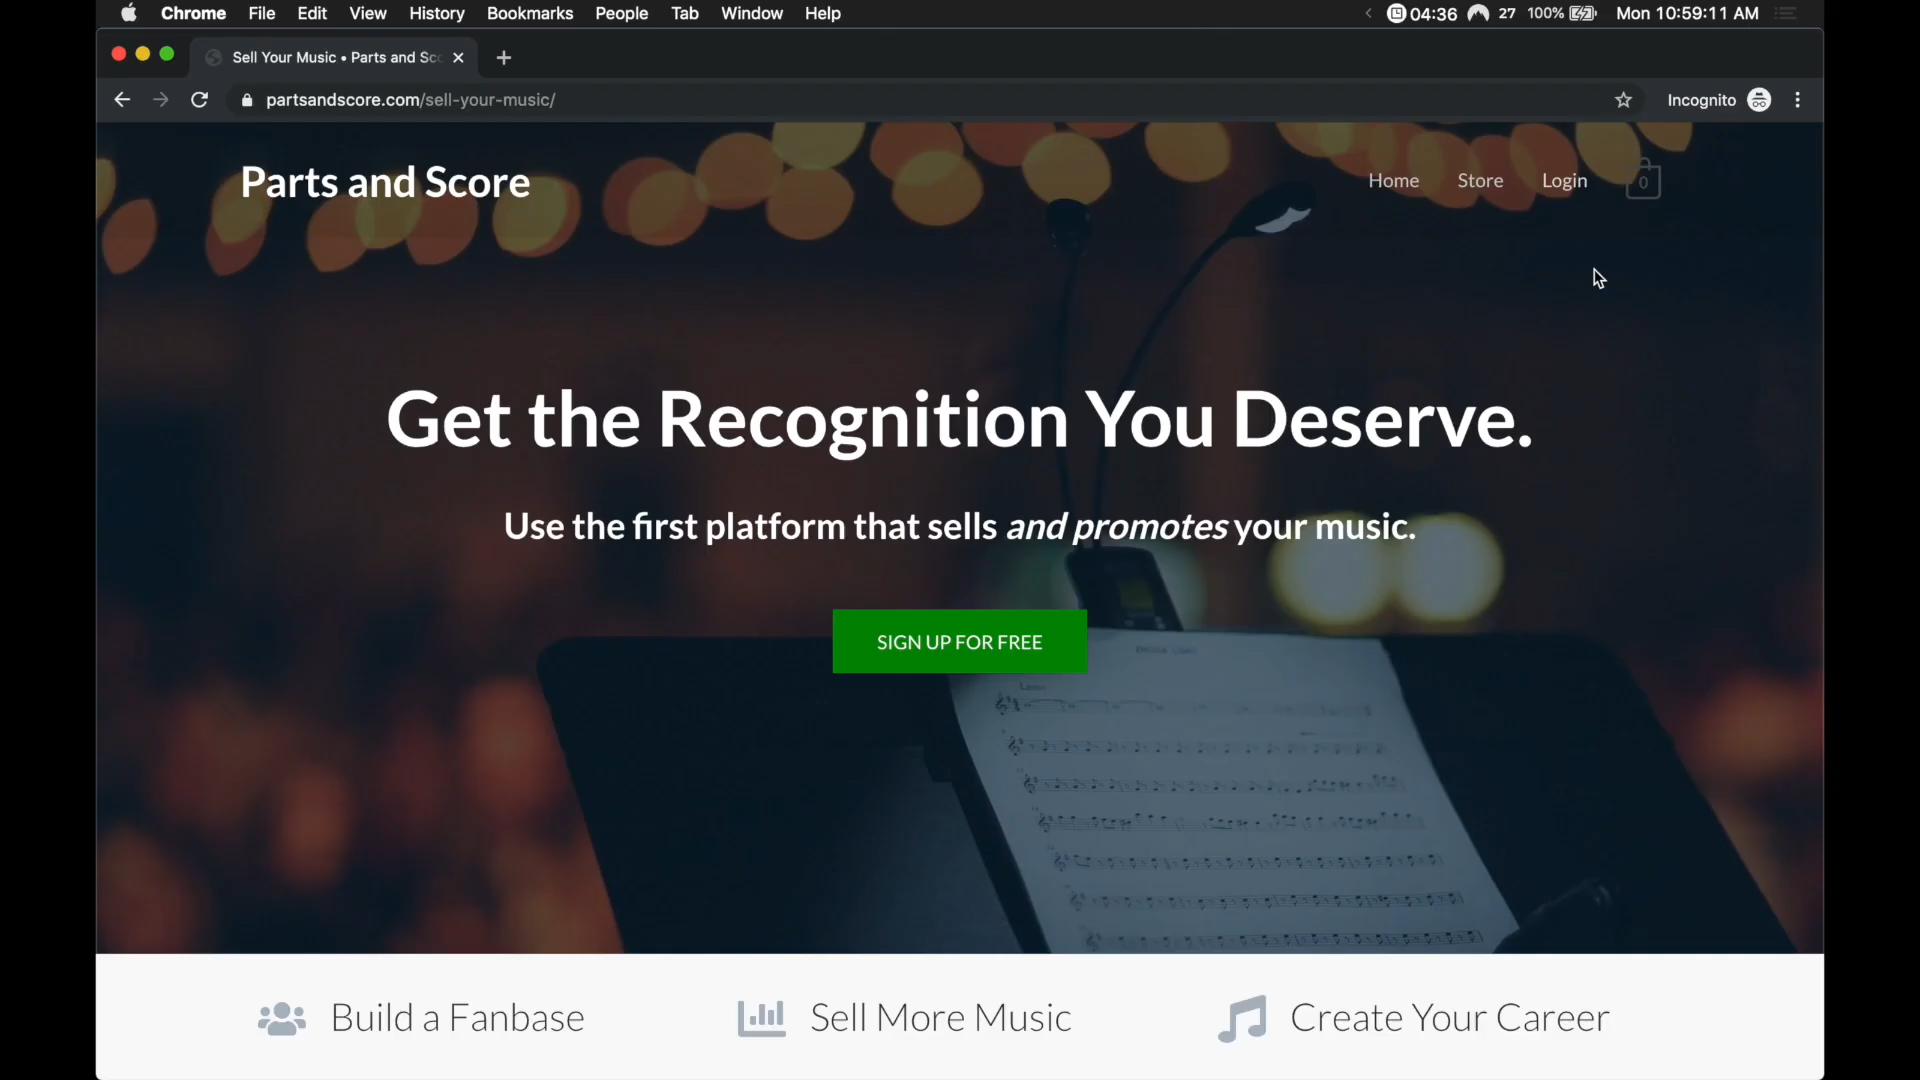 Chrome File Edit View History Bookmarks People Tab Window Help 04:36 27 100% Mon 10:59:11 AM
Sell Your Music • Parts and Sc
partsandscore.com/sell-your-music/ Incognito
Parts and Score Home Store Login 0
Get the Recognition You Deserve.
Use the first platform that sells and promotes your music.
SIGN UP FOR FREE
Build a Fanbase Sell More Music Create Your Career